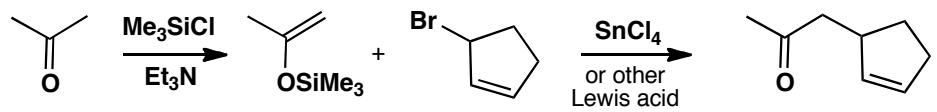 Me₃SiCl
Et₃N
O
OSiMe₃
+
Br
SnCl₄
or other
Lewis acid
O